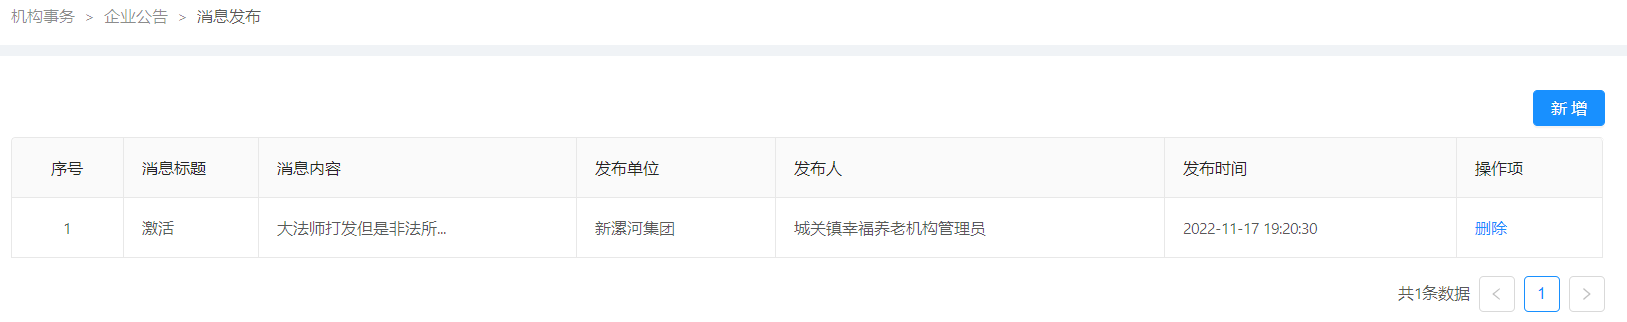 机构事务 > 企业公告 > 消息发布
新 增
序号 消息标题 消息内容 发布单位 发布人 发布时间 操作项
1 激活 大法师打发但是非法所... 新漯河集团 城关镇幸福养老机构管理员 2022-11-17 19:20:30 删除
共1条数据 < 1 >